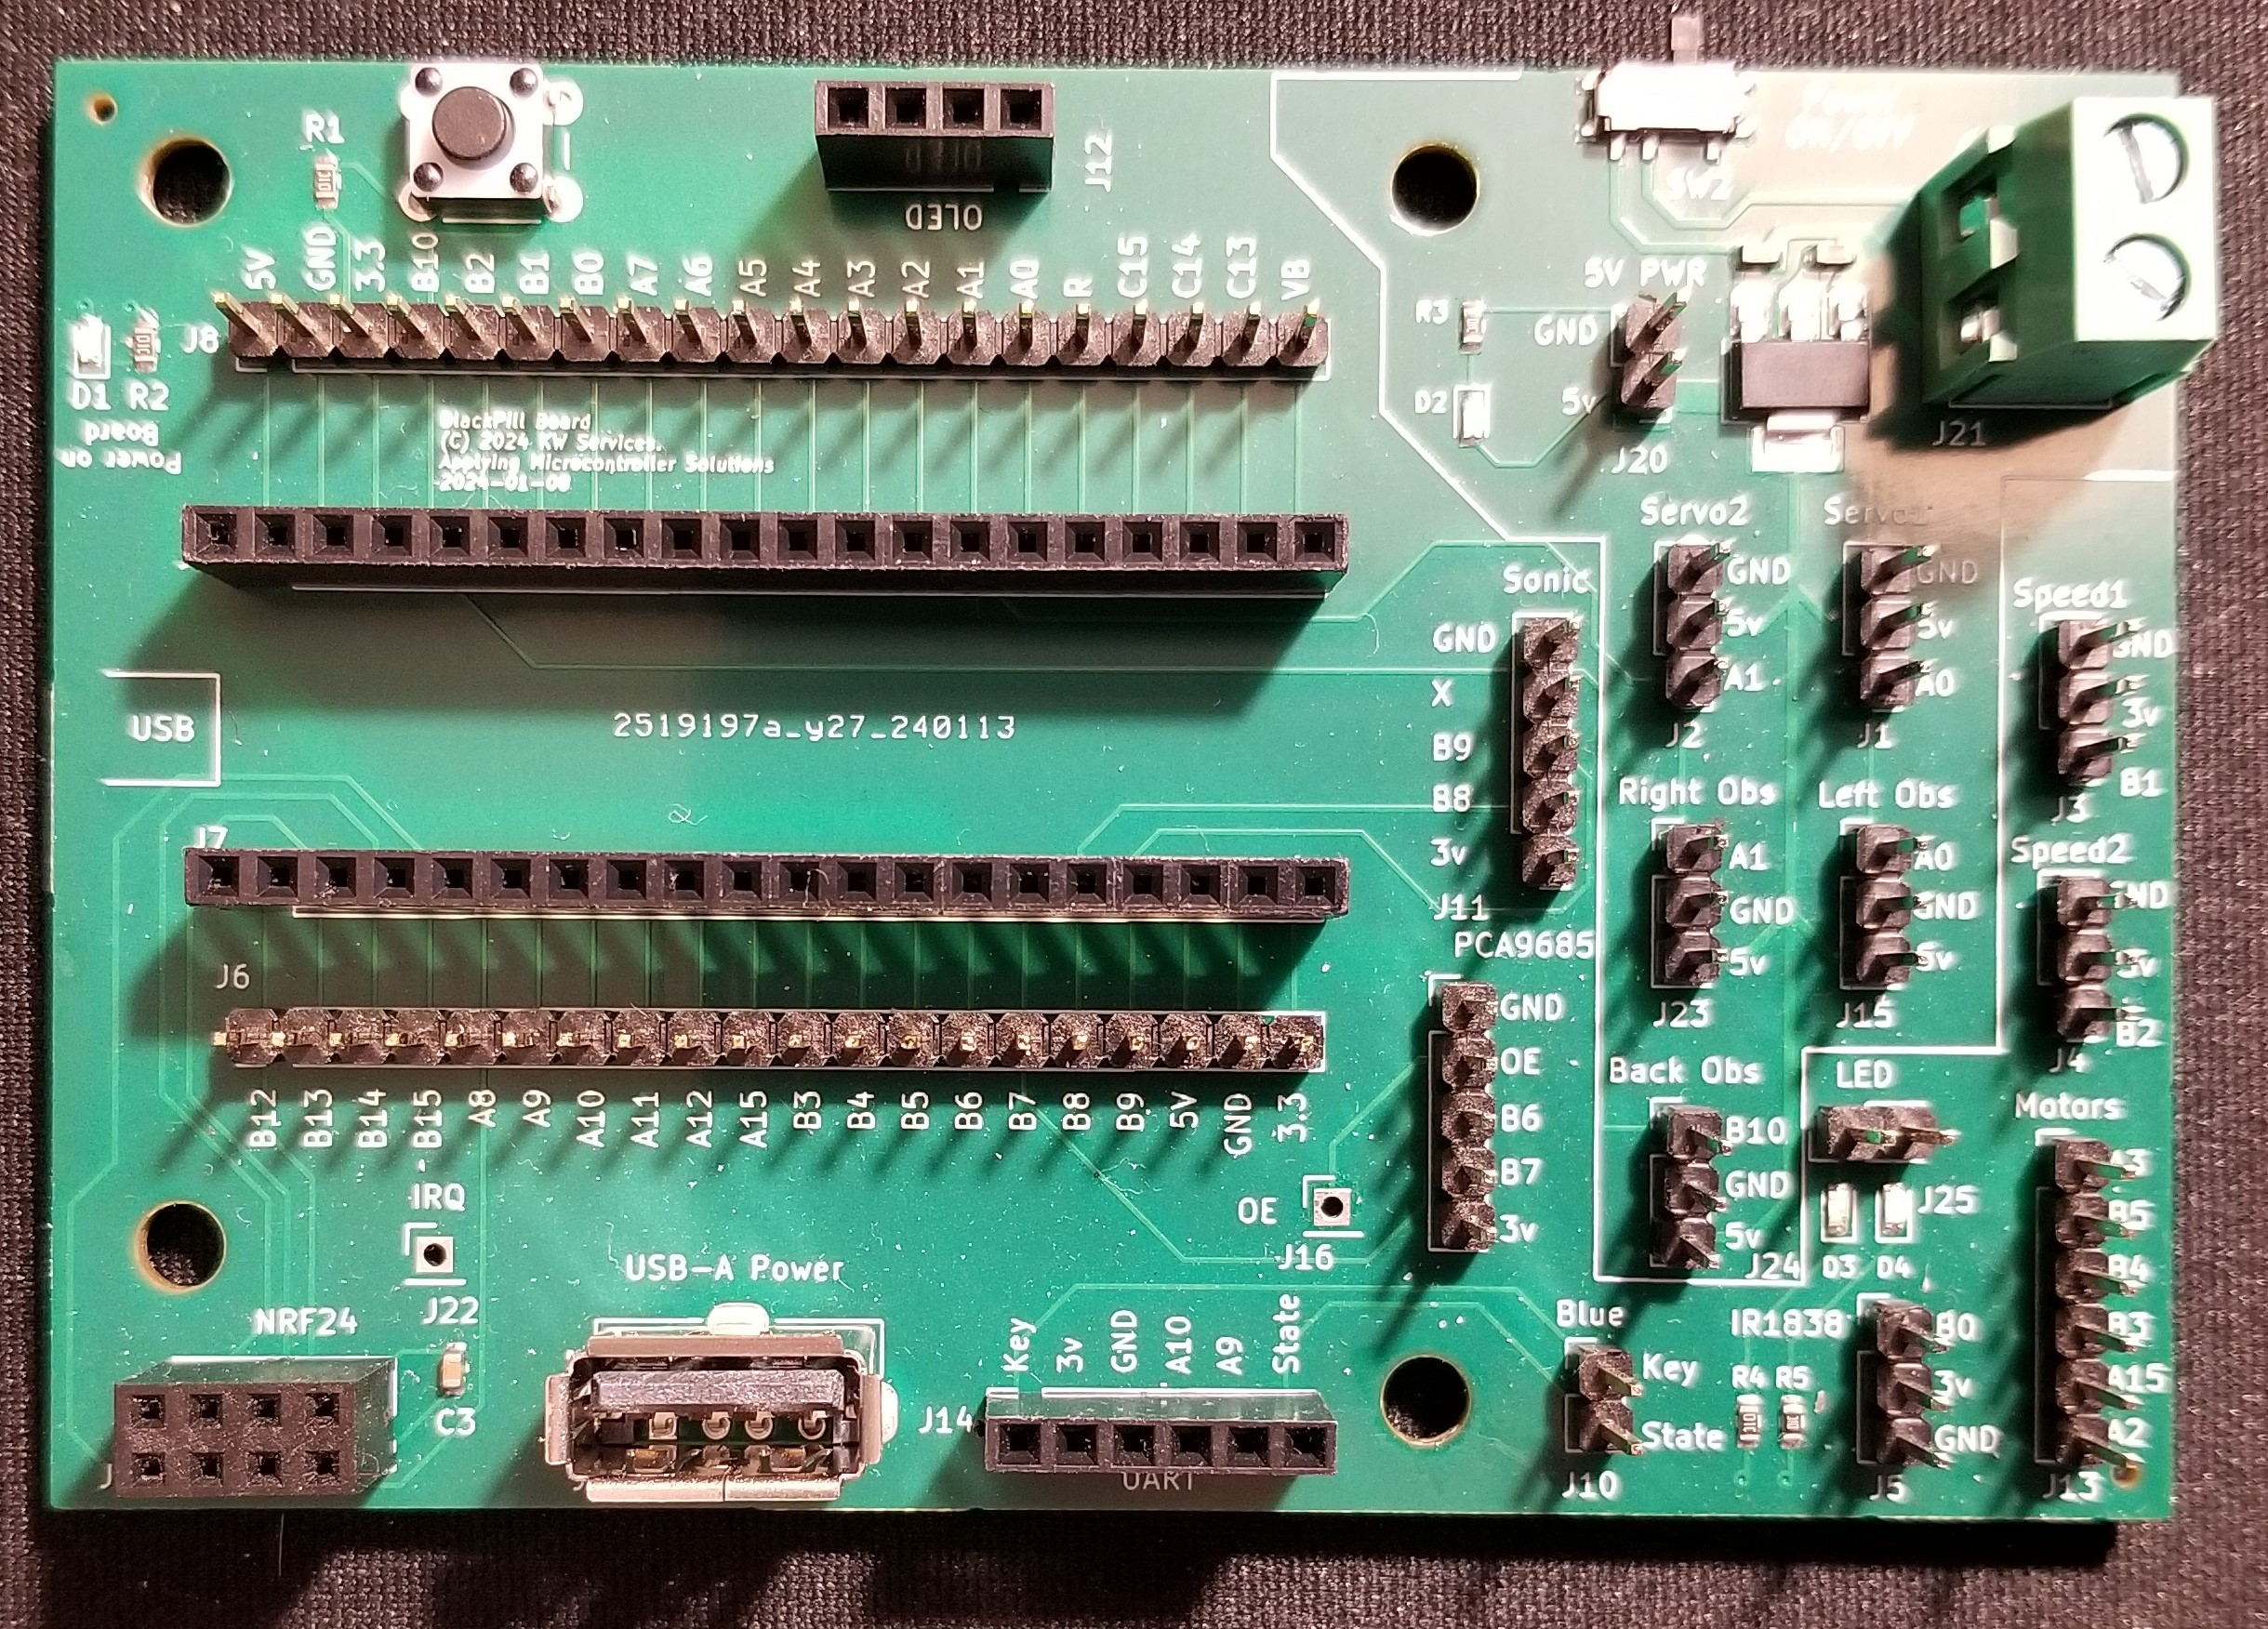 R1
J12
OLED
Power
ON/OFF
SW2
5V GND 3.3 B10 B2 B1 B0 A7 A6 A5 A4 A3 A2 A1 A0 R C15 C14 C13 VB
J8
D1 R2
Power on
Board
BlackPill Board
(C) 2024 KW Services.
Applying Microcontroller Solutions
2024-01-08
5V PWR
R3
GND
D2
5v
J20
J21
Servo2
GND
5v
A1
J2
Servo1
GND
5v
A0
J1
Speed1
GND
3v
B1
J3
Sonic
GND
X
B9
B8
3v
J11
USB
2519197a_y27_240113
J7
Right Obs
A1
GND
5v
J23
Left Obs
A0
GND
5v
J15
Speed2
GND
3v
B2
J4
J6
B12 B13 B14 B15 A8 A9 A10 A11 A12 A15 B3 B4 B5 B6 B7 B8 B9 5V GND 3.3
PCA9685
GND
OE
B6
B7
3v
OE
J16
Back Obs
B10
GND
5v
J24
LED
J25
D3 D4
Motors
A3
B5
B4
B3
A15
A2
J13
IRQ
J22
NRF24
C3
USB-A Power
Key 3v GND A10 A9 State
J14
UART
Blue
Key
State
J10
IR1838
R4 R5
B0
3v
GND
J5